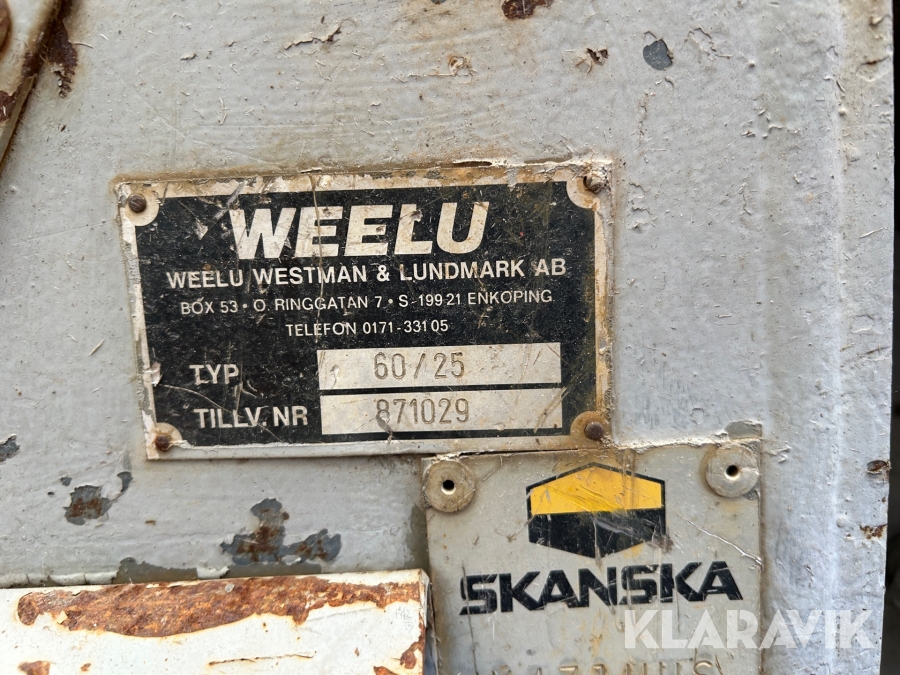 WEELU
WEELU WESTMAN & LUNDMARK AB
BOX 53 • O. RINGGATAN 7 • S-199 21 ENKÖPING
TELEFON 0171-331 05
TYP 60/25
TILLV. NR 871029
SKANSKA
KLARAVIK